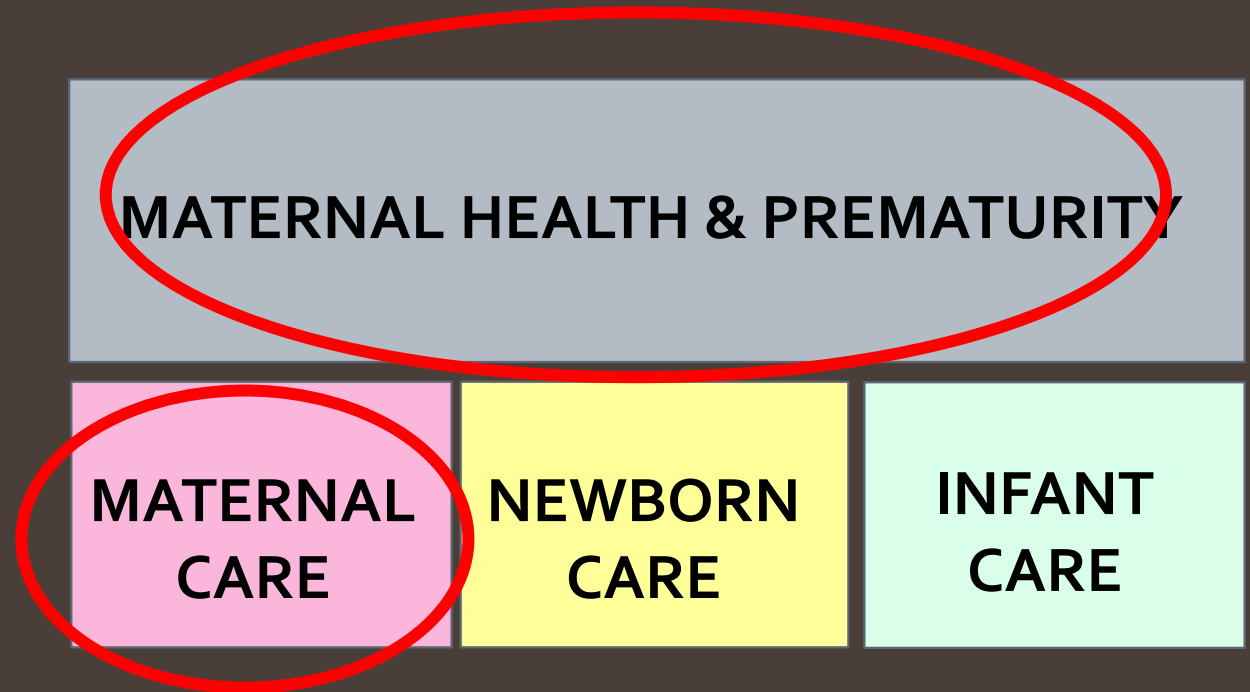 MATERNAL HEALTH & PREMATURITY
MATERNAL
CARE
NEWBORN
CARE
INFANT
CARE